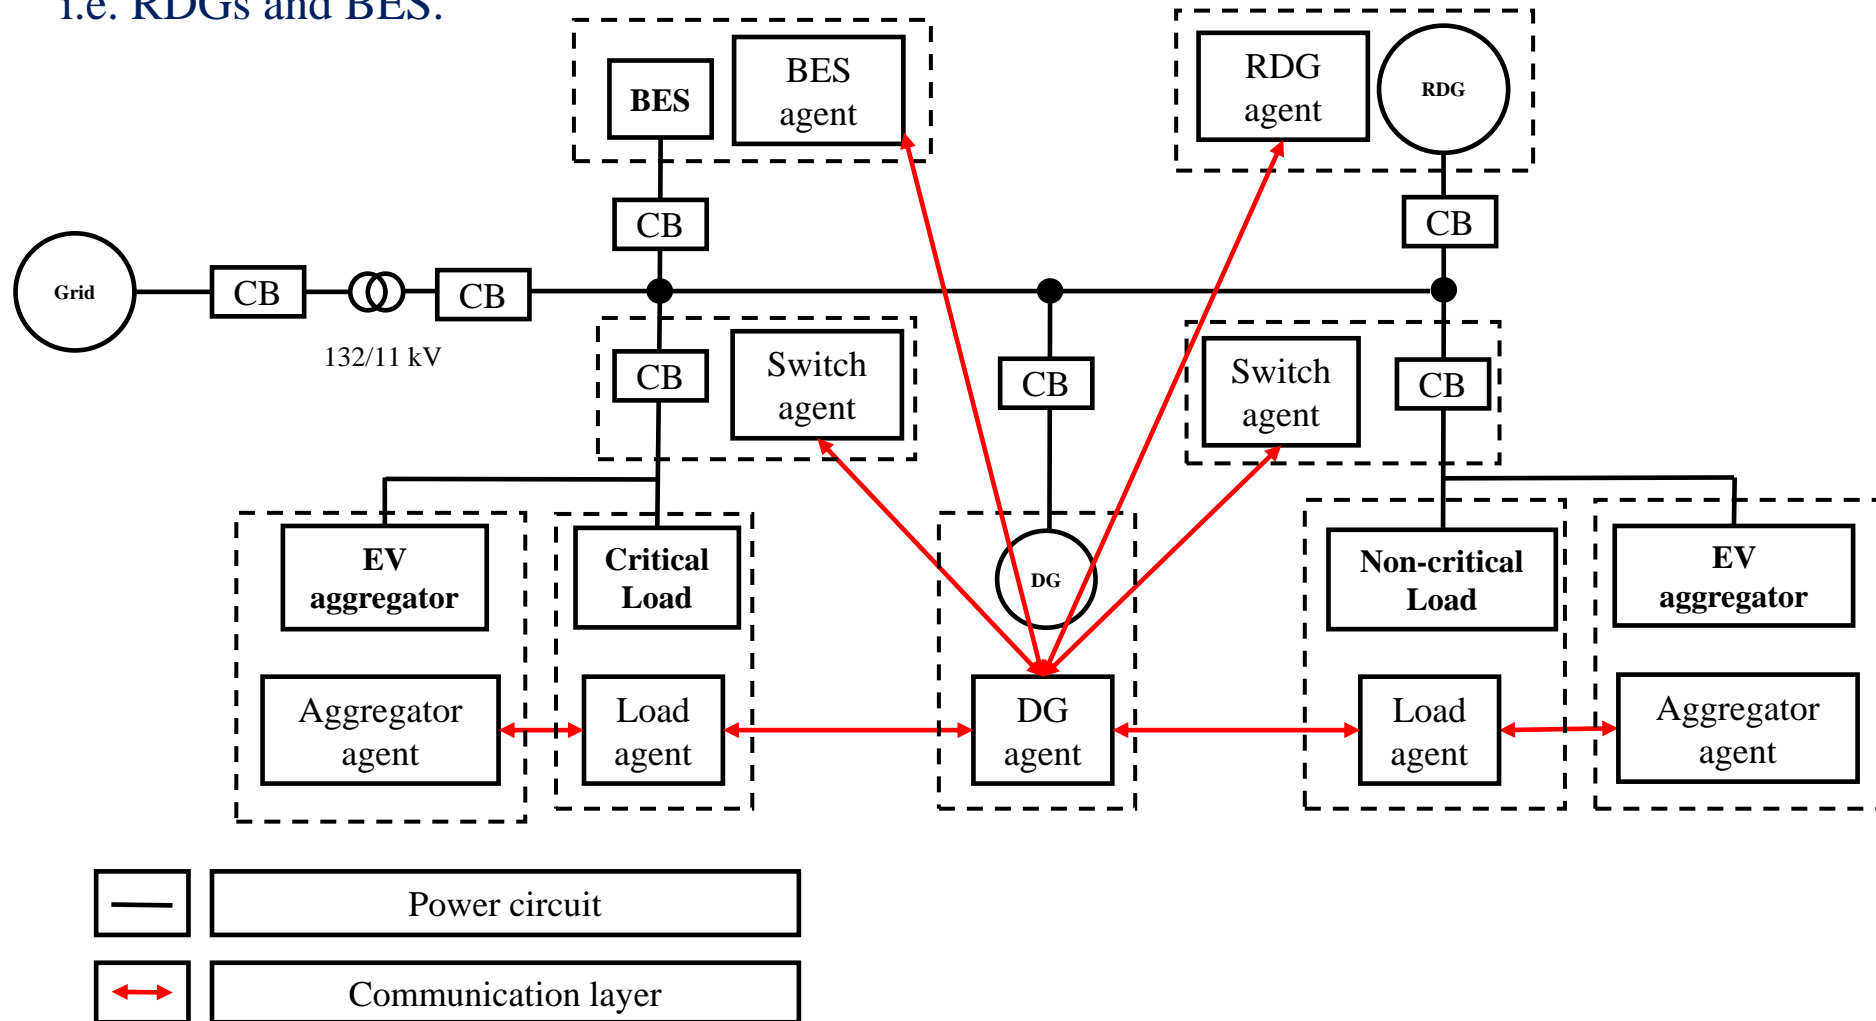 i.e. RDGs and BES.
BES
BES
agent
RDG
agent
RDG
CB
CB
Grid
CB
CB
132/11 kV
CB
Switch
agent
CB
Switch
agent
CB
EV
aggregator
Critical
Load
DG
Non-critical
Load
EV
aggregator
Aggregator
agent
Load
agent
DG
agent
Load
agent
Aggregator
agent
Power circuit
Communication layer